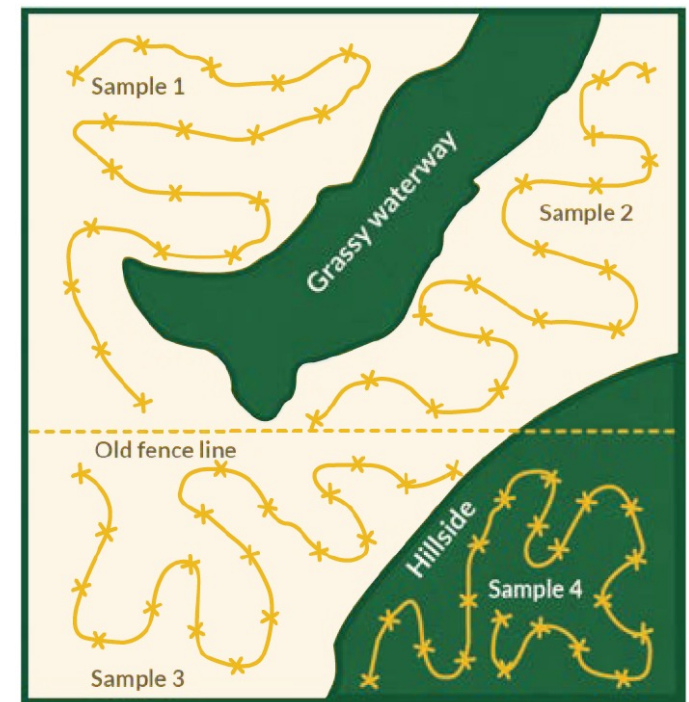 Sample 1
Grassy waterway
Sample 2
Old fence line
Hillside
Sample 4
Sample 3